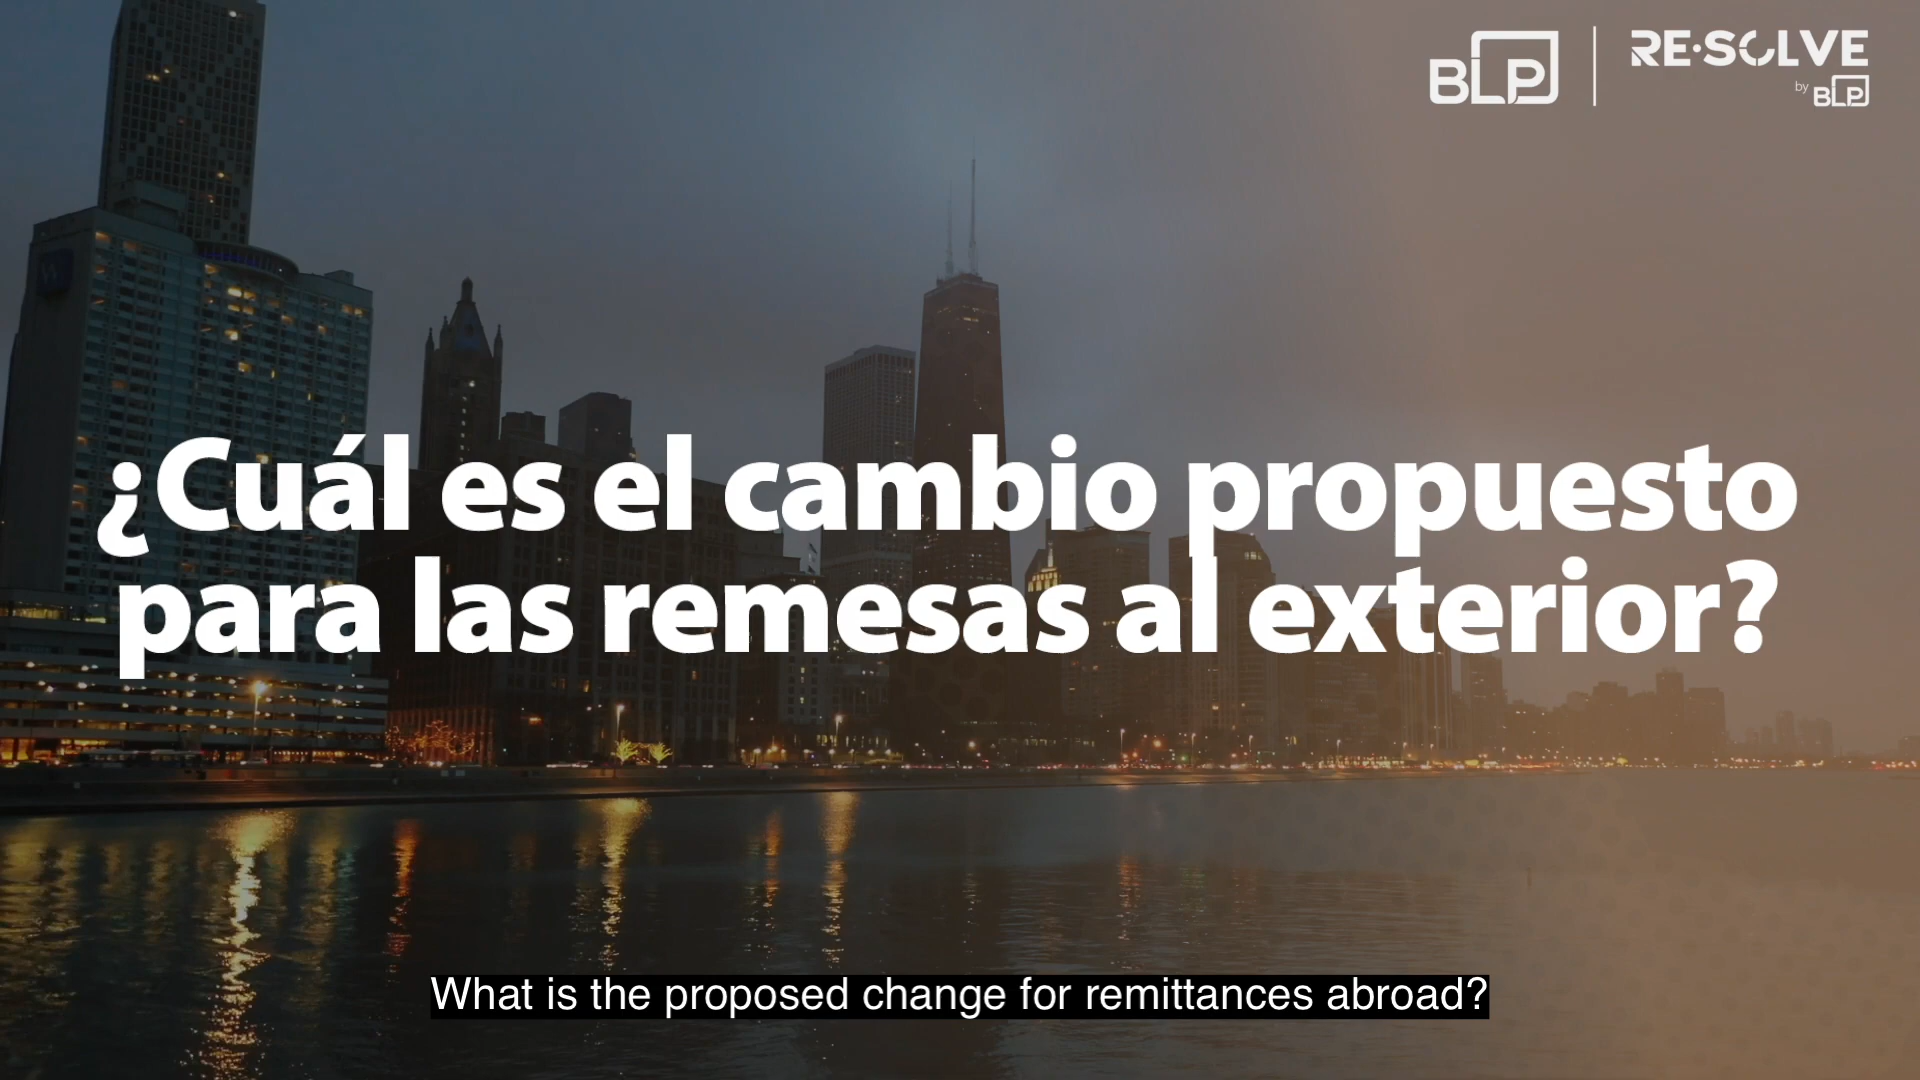 BLP
RE·SOLVE
by BLP
¿Cuál es el cambio propuesto
para las remesas al exterior?
What is the proposed change for remittances abroad?